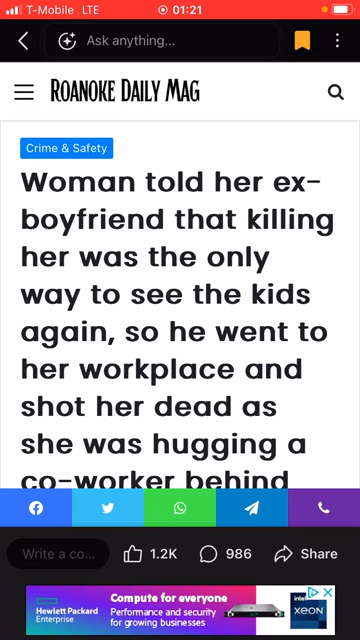 T-Mobile LTE 01:21
Ask anything...
ROANOKE DAILY MAG
Crime & Safety
Woman told her ex-
boyfriend that killing
her was the only
way to see the kids
again, so he went to
her workplace and
shot her dead as
she was hugging a
co-worker behind
Write a co... 1.2K 986 Share
Hewlett Packard
Enterprise
Compute for everyone
Performance and security
for growing businesses
intel
XEON